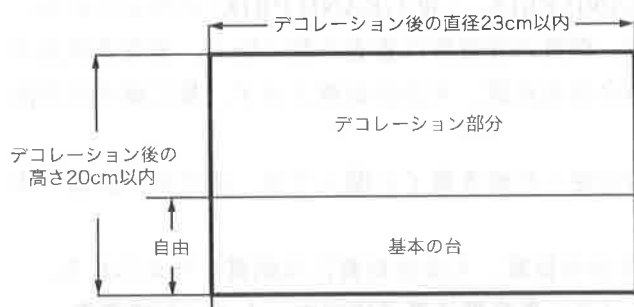 デコレーション後の直径23cm以内
デコレーション部分
デコレーション後の
高さ20cm以内
自由
基本の台